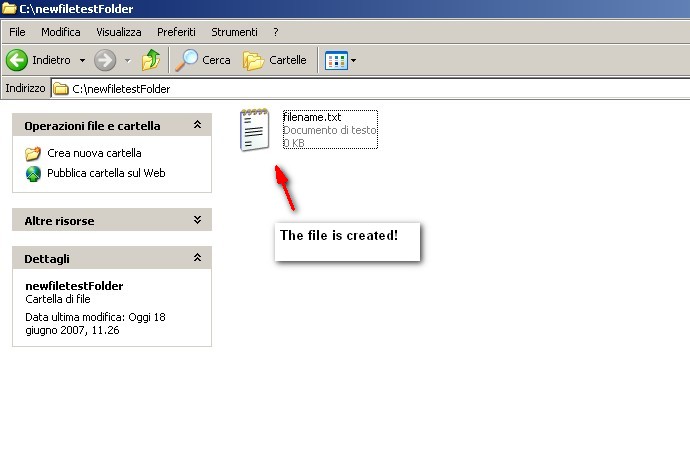 C:\newfiletestFolder
File Modifica Visualizza Preferiti Strumenti ?
Indietro Cerca Cartelle
Indirizzo C:\newfiletestFolder
Operazioni file e cartella
Crea nuova cartella
Pubblica cartella sul Web
Altre risorse
Dettagli
newfiletestFolder
Cartella di file
Data ultima modifica: Oggi 18
giugno 2007, 11.26
filename.txt
Documento di testo
0 KB
The file is created!